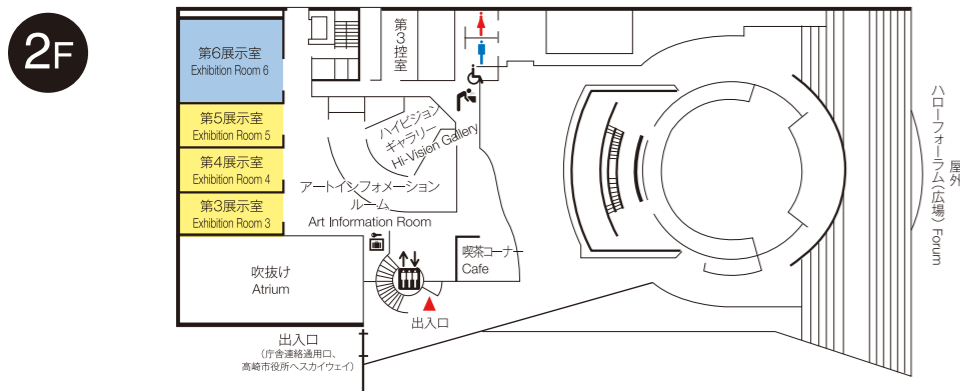 2F
第6展示室
Exhibition Room 6
第5展示室
Exhibition Room 5
第4展示室
Exhibition Room 4
第3展示室
Exhibition Room 3
吹抜け
Atrium
第3控室
ハイビジョン
ギャラリー
Hi-Vision Gallery
アートインフォメーション
ルーム
Art Information Room
喫茶コーナー
Cafe
出入口
出入口
（庁舎連絡通用口、
高崎市役所へスカイウェイ）
屋外
ハローフォーラム（広場） Forum